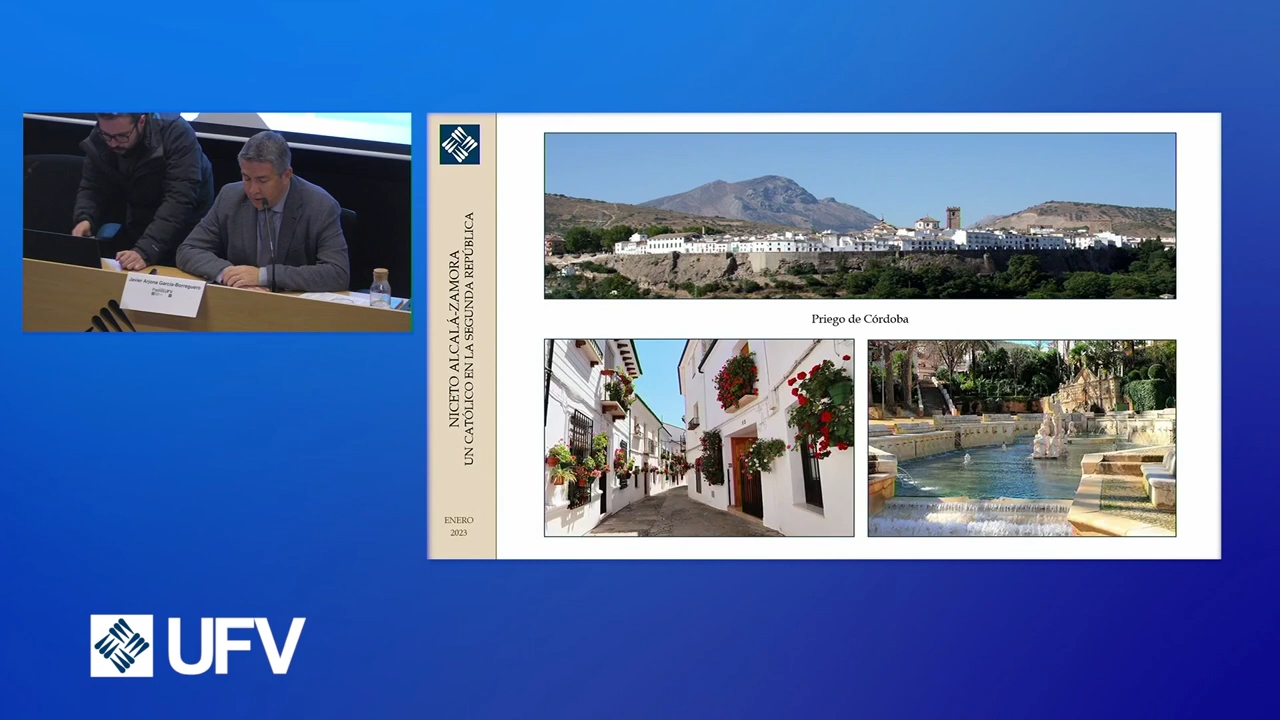 Javier Arjona García-Borreguero
NICETO ALCALÁ-ZAMORA
UN CATÓLICO EN LA SEGUNDA REPÚBLICA
ENERO
2023
Priego de Córdoba
UFV